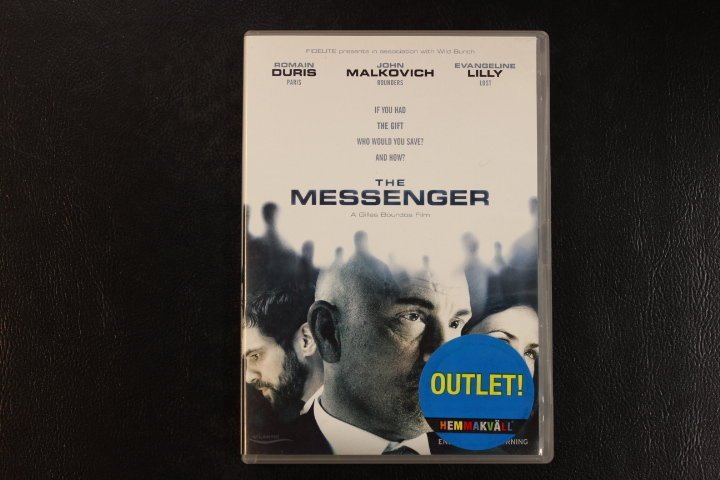 FIDELITE presents in association with Wild Bunch
ROMAIN JOHN EVANGELINE
DURIS MALKOVICH LILLY
PARIS ROUNDERS LOST
IF YOU HAD
THE GIFT
WHO WOULD YOU SAVE?
AND HOW?
THE
MESSENGER
A Gilles Bourdos Film
OUTLET!
HEMMAKVÄLL